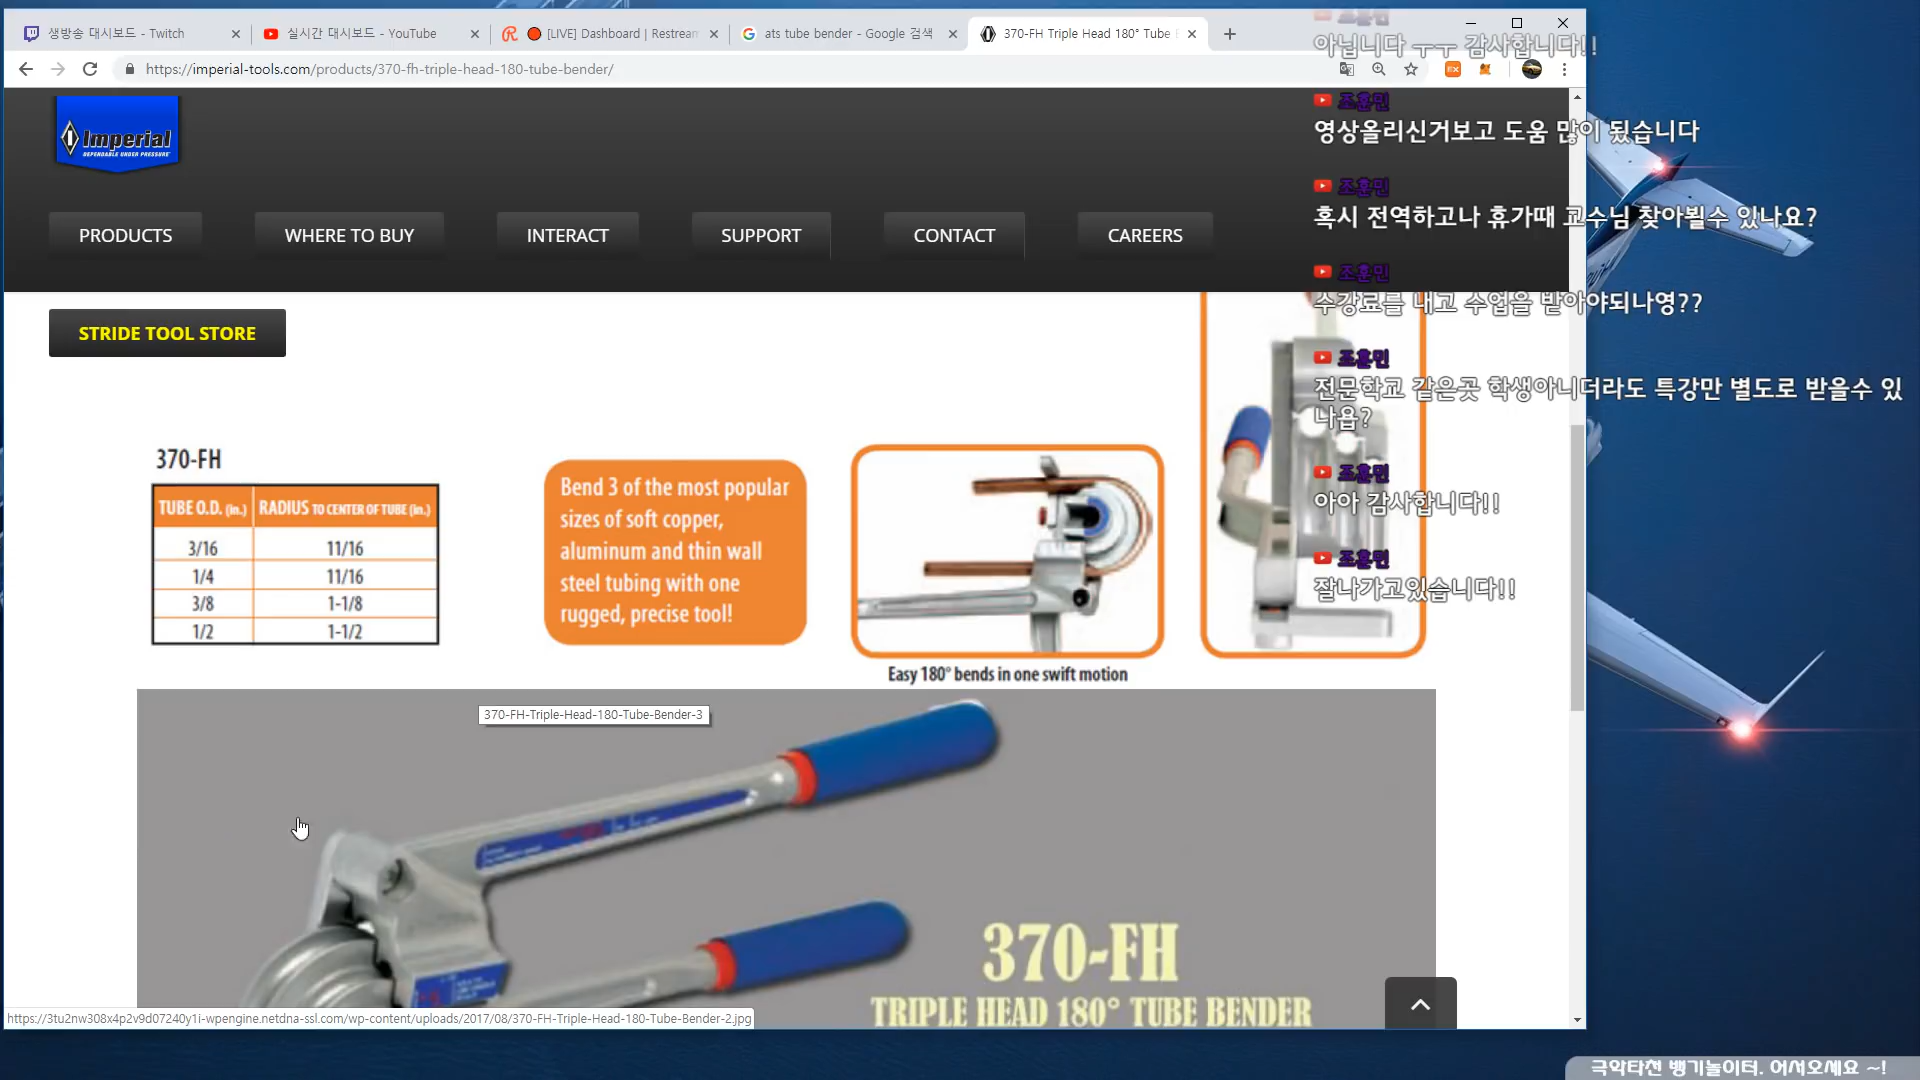 생방송 대시보드 - Twitch
실시간 대시보드 - YouTube
[LIVE] Dashboard | Restream
ats tube bender - Google 검색
370-FH Triple Head 180° Tube
https://imperial-tools.com/products/370-fh-triple-head-180-tube-bender/
아닙니다 ㅜㅜ 감사합니다!!
Imperial
DEPENDABLE UNDER PRESSURE
PRODUCTS
WHERE TO BUY
INTERACT
SUPPORT
CONTACT
CAREERS
STRIDE TOOL STORE
조훈민
영상올리신거보고 도움 많이 됬습니다
조훈민
혹시 전역하고나 휴가때 교수님 찾아뵐수 있나요?
조훈민
수강료를 내고 수업을 받아야되나영??
조훈민
전문학교 같은곳 학생아니더라도 특강만 별도로 받을수 있
나욥?
조훈민
아아 감사합니다!!
조훈민
잘나가고있습니다!!
370-FH
TUBE O.D. (in.) RADIUS TO CENTER OF TUBE (in.)
3/16 11/16
1/4 11/16
3/8 1-1/8
1/2 1-1/2
Bend 3 of the most popular
sizes of soft copper,
aluminum and thin wall
steel tubing with one
rugged, precise tool!
Easy 180° bends in one swift motion
370-FH-Triple-Head-180-Tube-Bender-3
370-FH
TRIPLE HEAD 180° TUBE BENDER
https://3tu2nw308x4p2v9d07240y1i-wpengine.netdna-ssl.com/wp-content/uploads/2017/08/370-FH-Triple-Head-180-Tube-Bender-2.jpg
극악타천 뱅기놀이터. 어서오세요 ~!